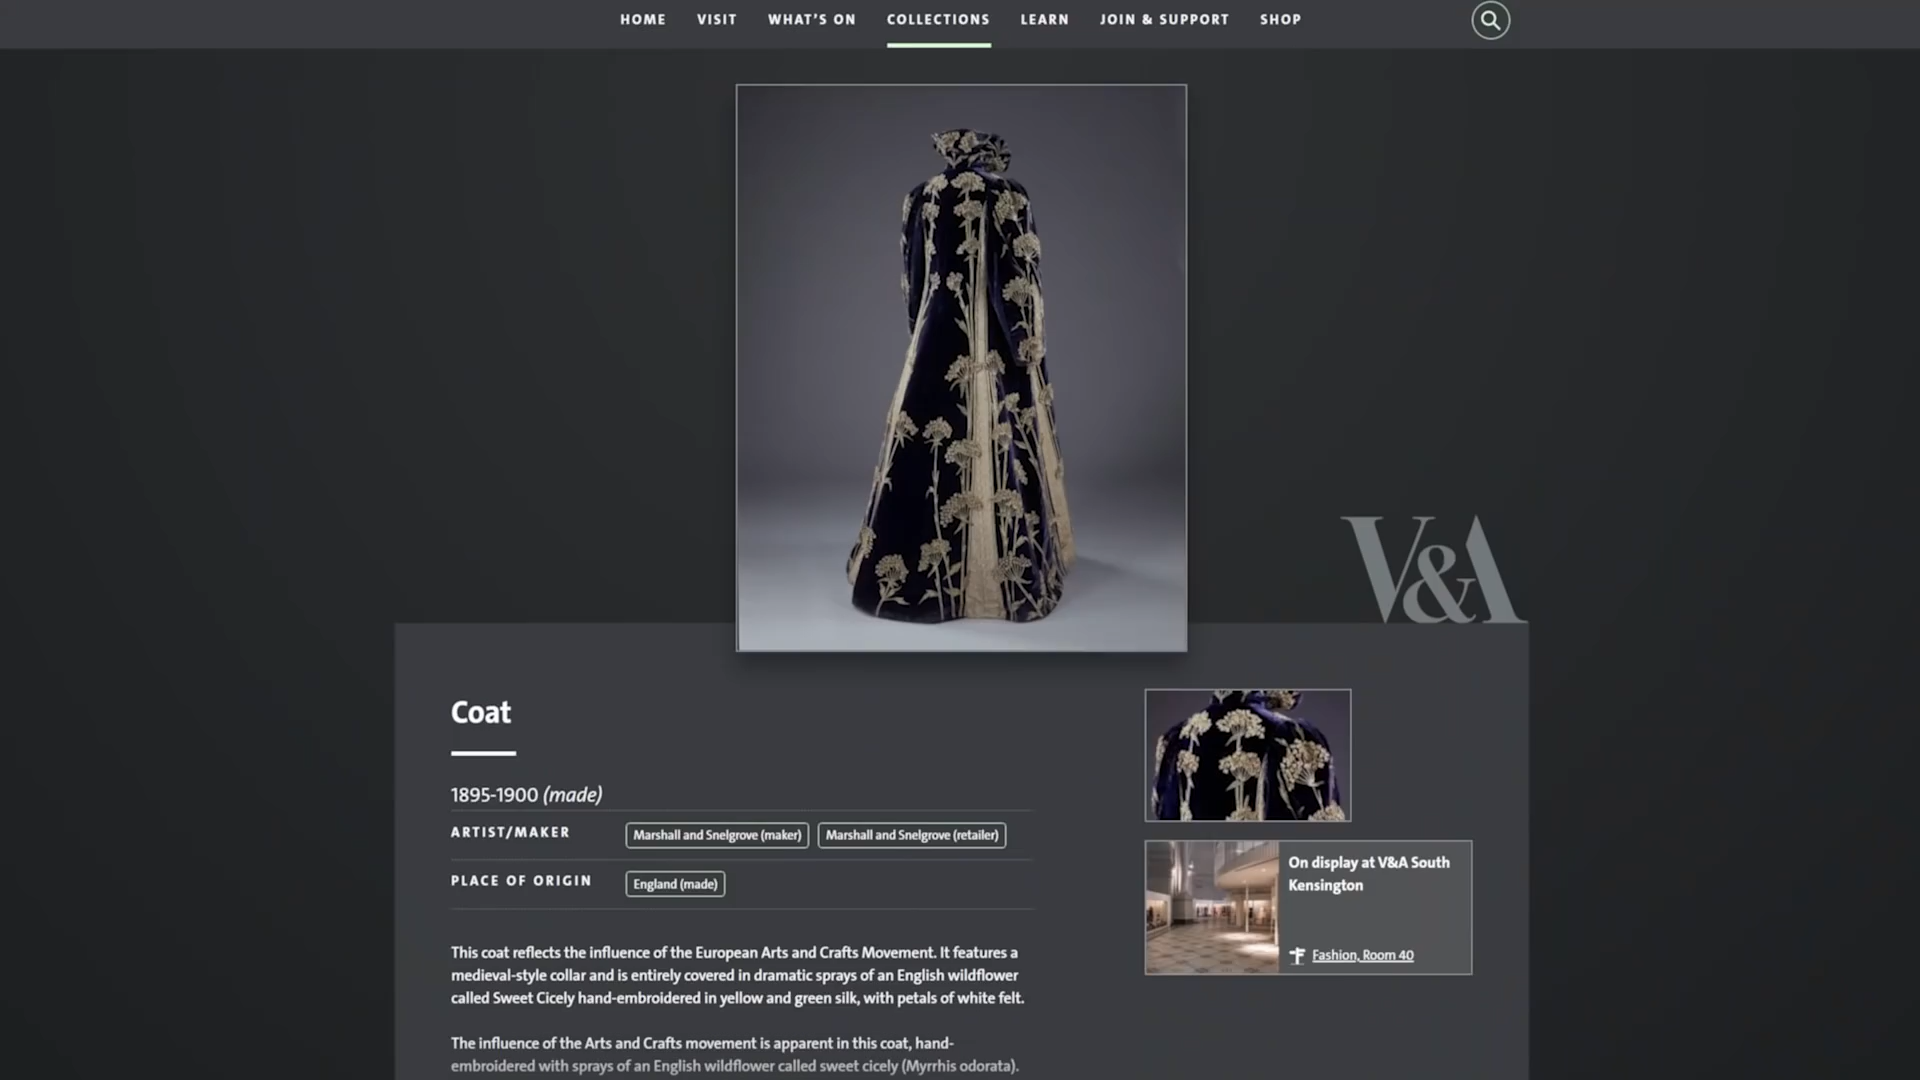 HOME VISIT WHAT'S ON COLLECTIONS LEARN JOIN & SUPPORT SHOP
V&A
Coat
1895-1900 (made)
ARTIST/MAKER Marshall and Snelgrove (maker) Marshall and Snelgrove (retailer)
PLACE OF ORIGIN England (made)
This coat reflects the influence of the European Arts and Crafts Movement. It features a
medieval-style collar and is entirely covered in dramatic sprays of an English wildflower
called Sweet Cicely hand-embroidered in yellow and green silk, with petals of white felt.
The influence of the Arts and Crafts movement is apparent in this coat, hand-
embroidered with sprays of an English wildflower called sweet cicely (Myrrhis odorata).
On display at V&A South
Kensington
Fashion, Room 40